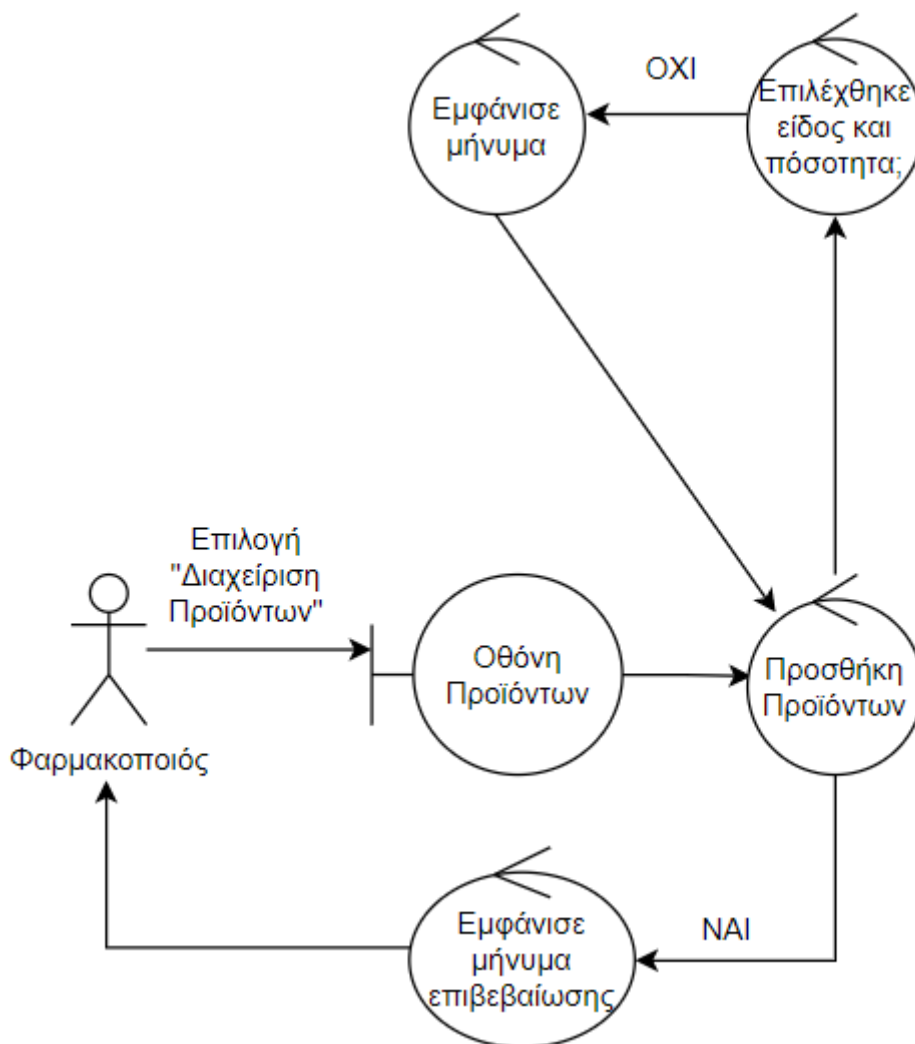 Εμφάνισε
μήνυμα
ΟΧΙ
Επιλέχθηκε
είδος και
πόσοτητα;
Επιλογή
"Διαχείριση
Προϊόντων"
Φαρμακοποιός
Οθόνη
Προϊόντων
Προσθήκη
Προϊόντων
Εμφάνισε
μήνυμα
επιβεβαίωσης
ΝΑΙ